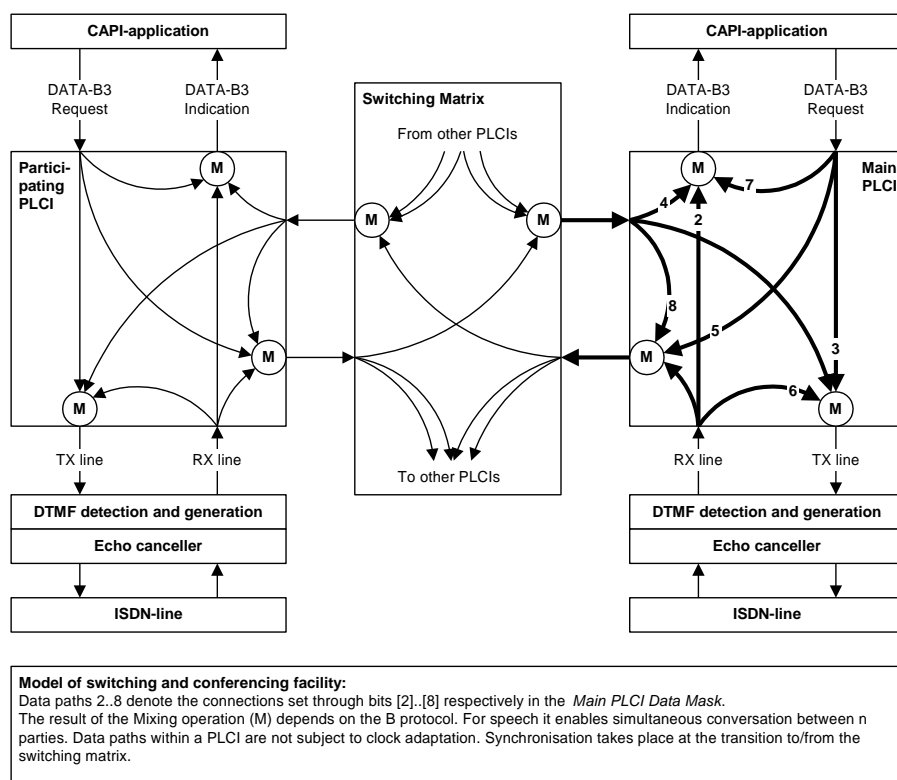 CAPI-application
CAPI-application
DATA-B3
Request
DATA-B3
Indication
DATA-B3
Indication
DATA-B3
Request
Switching Matrix
From other PLCIs
Partici-
pating
PLCI
M
M
7
Main
PLCI
4
2
M
M
8
5
M
M
3
6
M
M
TX line
RX line
To other PLCIs
RX line
TX line
DTMF detection and generation
DTMF detection and generation
Echo canceller
Echo canceller
ISDN-line
ISDN-line
Model of switching and conferencing facility:
Data paths 2..8 denote the connections set through bits [2]..[8] respectively in the Main PLCI Data Mask.
The result of the Mixing operation (M) depends on the B protocol. For speech it enables simultaneous conversation between n
parties. Data paths within a PLCI are not subject to clock adaptation. Synchronisation takes place at the transition to/from the
switching matrix.